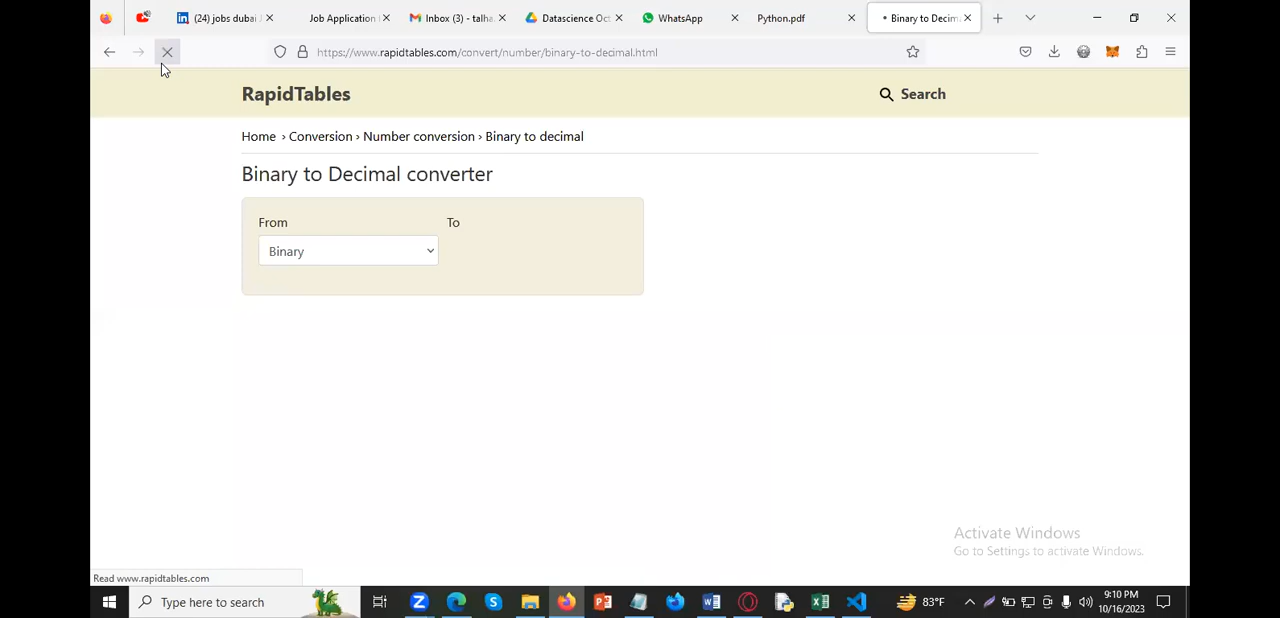 (24) jobs dubai
Job Application
Inbox (3) - talha.
Datascience Oct
WhatsApp
Python.pdf
Binary to Decim
https://www.rapidtables.com/convert/number/binary-to-decimal.html
RapidTables
Search
Home › Conversion › Number conversion › Binary to decimal
Binary to Decimal converter
From
To
Binary
Activate Windows
Go to Settings to activate Windows.
Read www.rapidtables.com
Type here to search
83°F
9:10 PM
10/16/2023